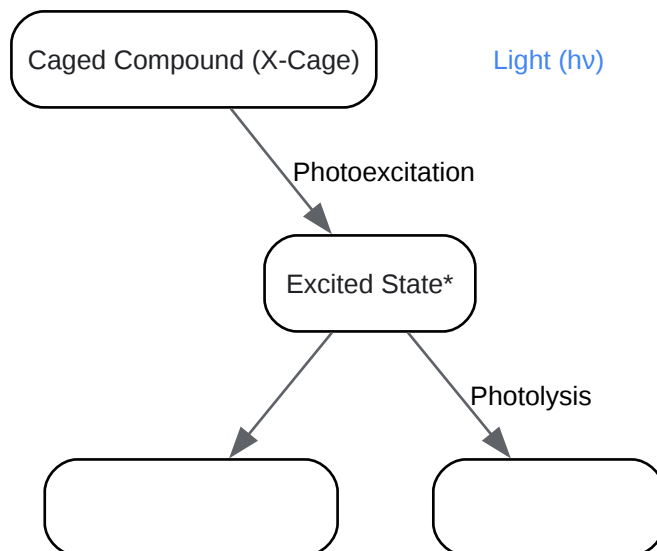 Caged Compound (X-Cage)
Light (hν)
Photoexcitation
Excited State*
Photolysis